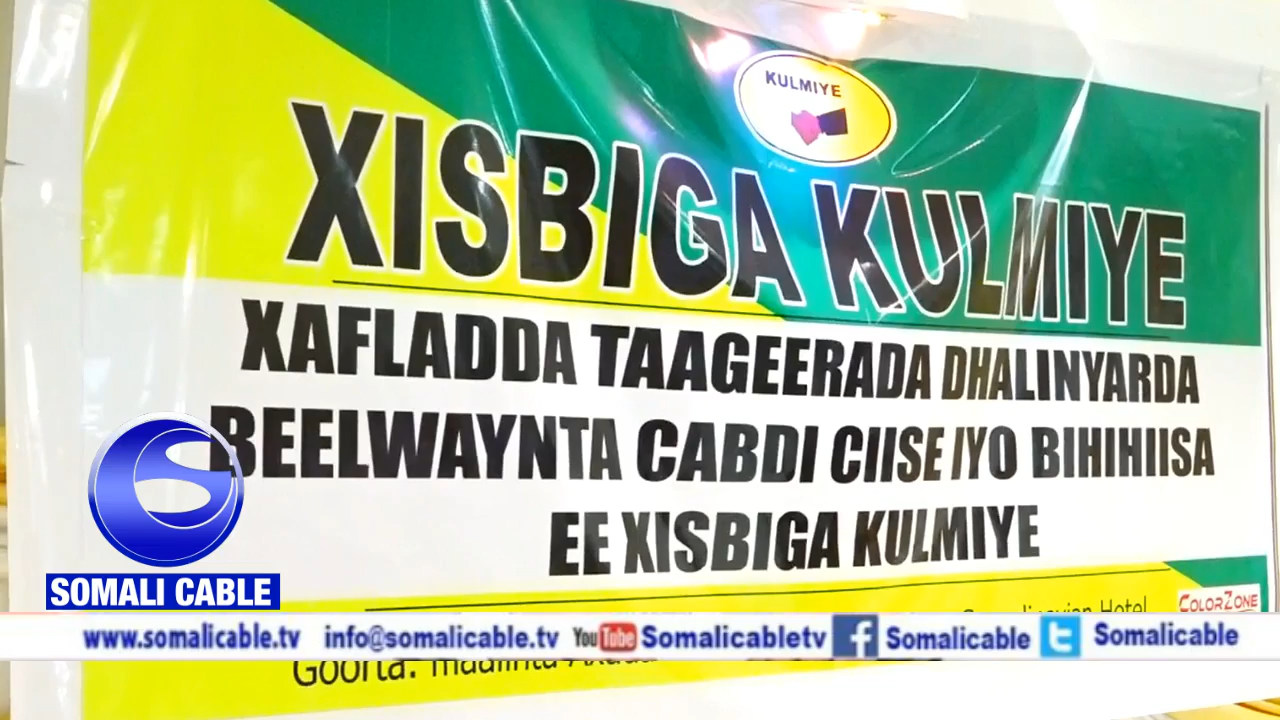 KULMIYE
XISBIGA KULMIYE
XAFLADDA TAAGEERADA DHALINYARDA
BEELWAYNTA CABDI CIISE IYO BIHIHIISA
EE XISBIGA KULMIYE
Hotel
COLORZONE
SOMALI CABLE
www.somalicable.tv info@somalicable.tv YouTube Somalicabletv f Somalicable t Somalicable
Goorta: